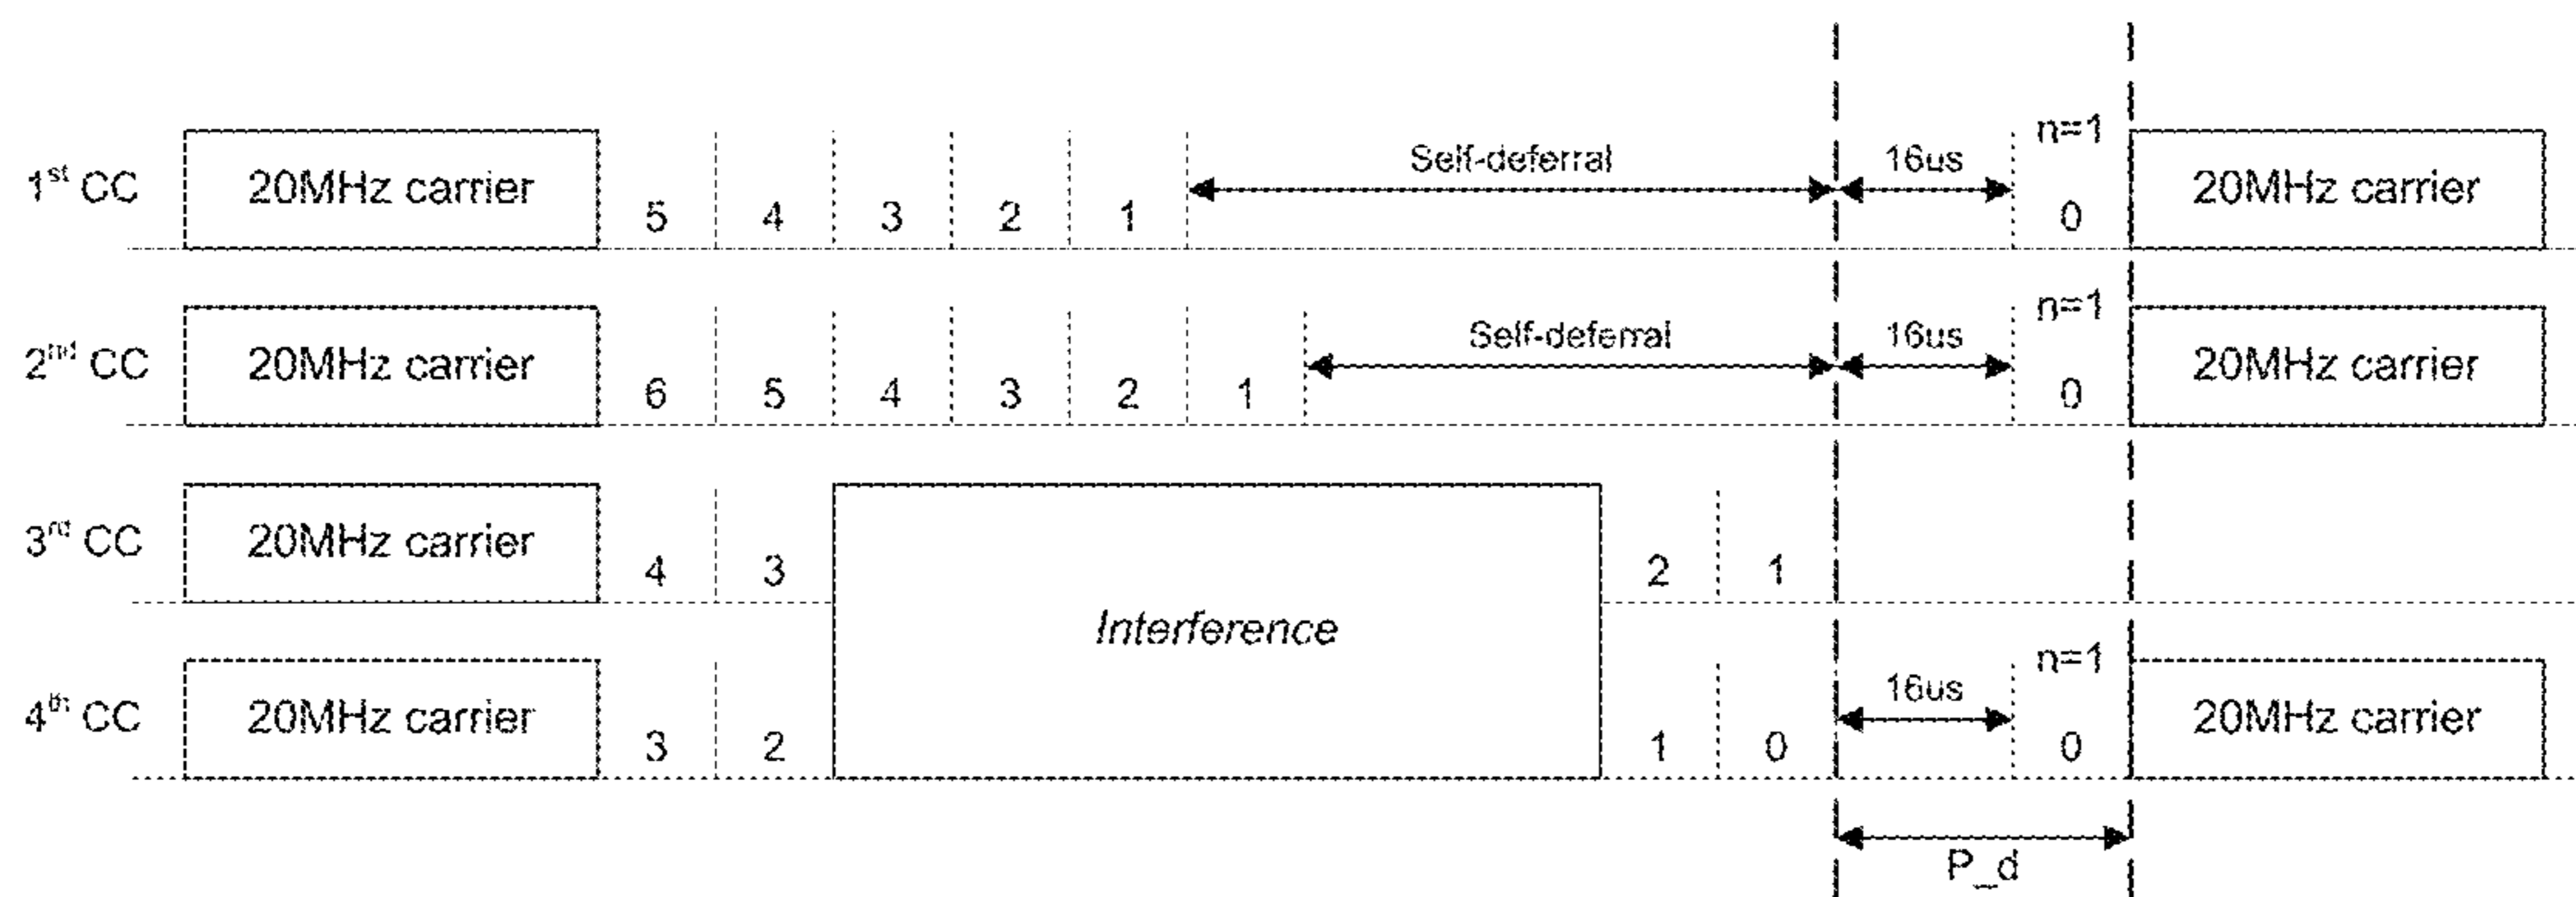 n=1
1st CC 20MHz carrier 5 4 3 2 1 Self-deferral 16us 0 20MHz carrier
n=1
2nd CC 20MHz carrier 6 5 4 3 2 1 Self-deferral 16us 0 20MHz carrier
3rd CC 20MHz carrier 4 3 2 1
Interference
n=1
4th CC 20MHz carrier 3 2 1 0 16us 0 20MHz carrier
P_d